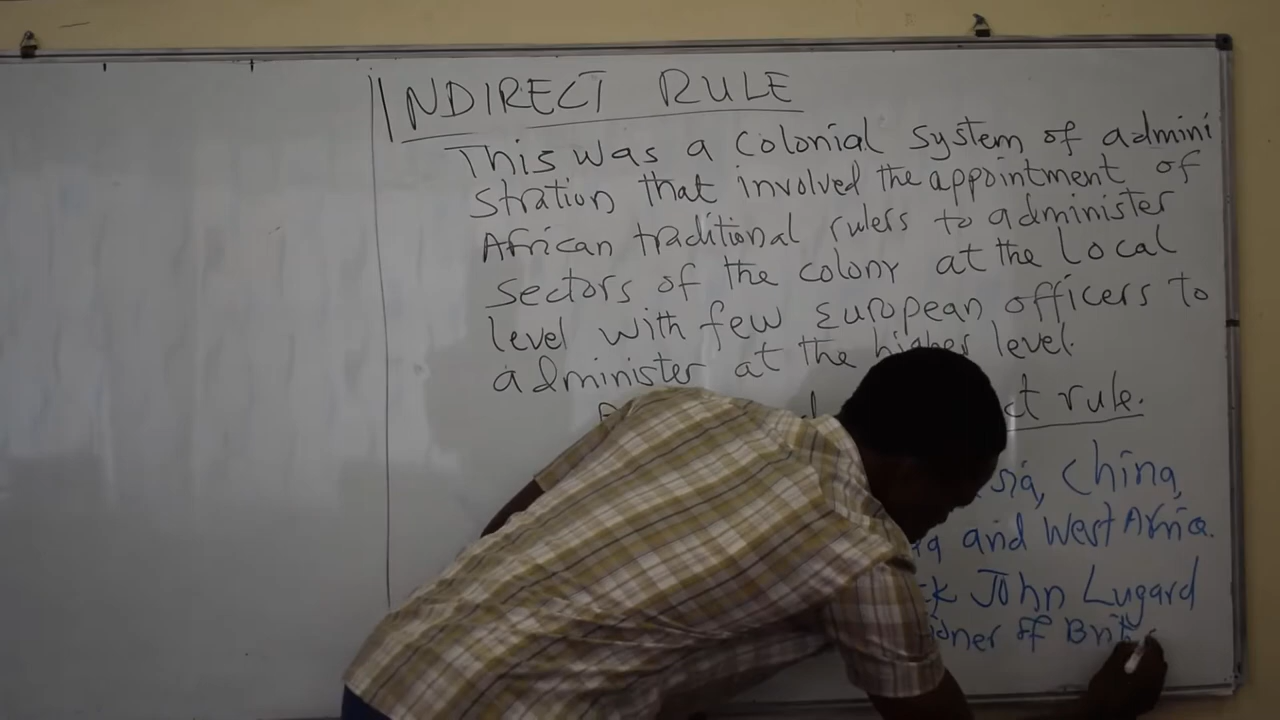 INDIRECT RULE
This was a colonial system of admini
stration that involved the appointment of
African traditional rulers to administer
sectors of the colony at the local
level with few European officers to
administer at the higher level.
rule.
China,
and West Africa.
John Lugard
of